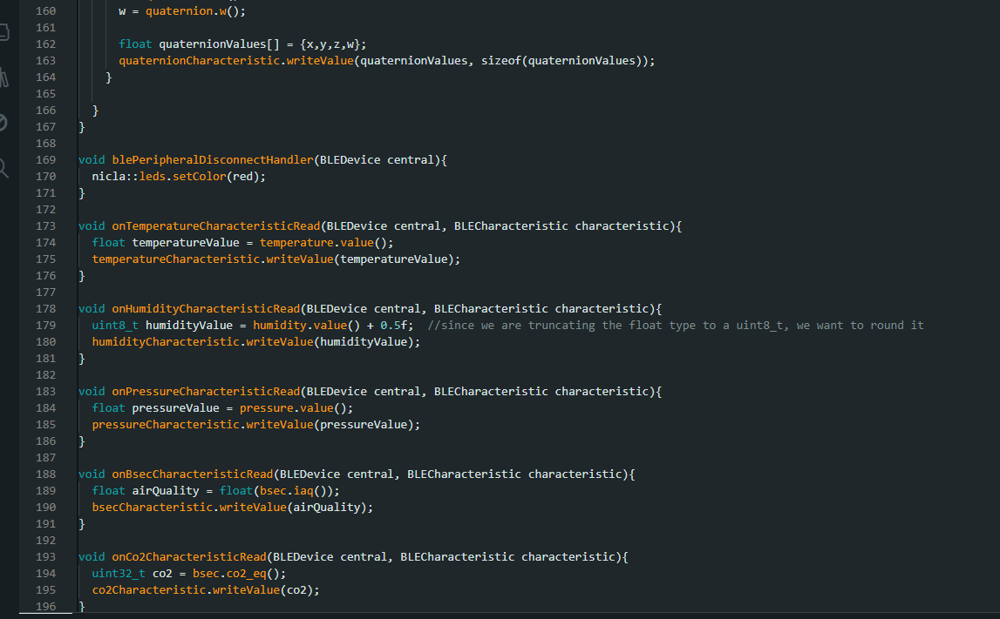 160 w = quaternion.w();
161
162 float quaternionValues[] = {x,y,z,w};
163 quaternionCharacteristic.writeValue(quaternionValues, sizeof(quaternionValues));
164 }
165
166 }
167 }
168
169 void blePeripheralDisconnectHandler(BLEDevice central){
170 nicla::leds.setColor(red);
171 }
172
173 void onTemperatureCharacteristicRead(BLEDevice central, BLECharacteristic characteristic){
174 float temperatureValue = temperature.value();
175 temperatureCharacteristic.writeValue(temperatureValue);
176 }
177
178 void onHumidityCharacteristicRead(BLEDevice central, BLECharacteristic characteristic){
179 uint8_t humidityValue = humidity.value() + 0.5f;  //since we are truncating the float type to a uint8_t, we want to round it
180 humidityCharacteristic.writeValue(humidityValue);
181 }
182
183 void onPressureCharacteristicRead(BLEDevice central, BLECharacteristic characteristic){
184 float pressureValue = pressure.value();
185 pressureCharacteristic.writeValue(pressureValue);
186 }
187
188 void onBsecCharacteristicRead(BLEDevice central, BLECharacteristic characteristic){
189 float airQuality = float(bsec.iaq());
190 bsecCharacteristic.writeValue(airQuality);
191 }
192
193 void onCo2CharacteristicRead(BLEDevice central, BLECharacteristic characteristic){
194 uint32_t co2 = bsec.co2_eq();
195 co2Characteristic.writeValue(co2);
196 }